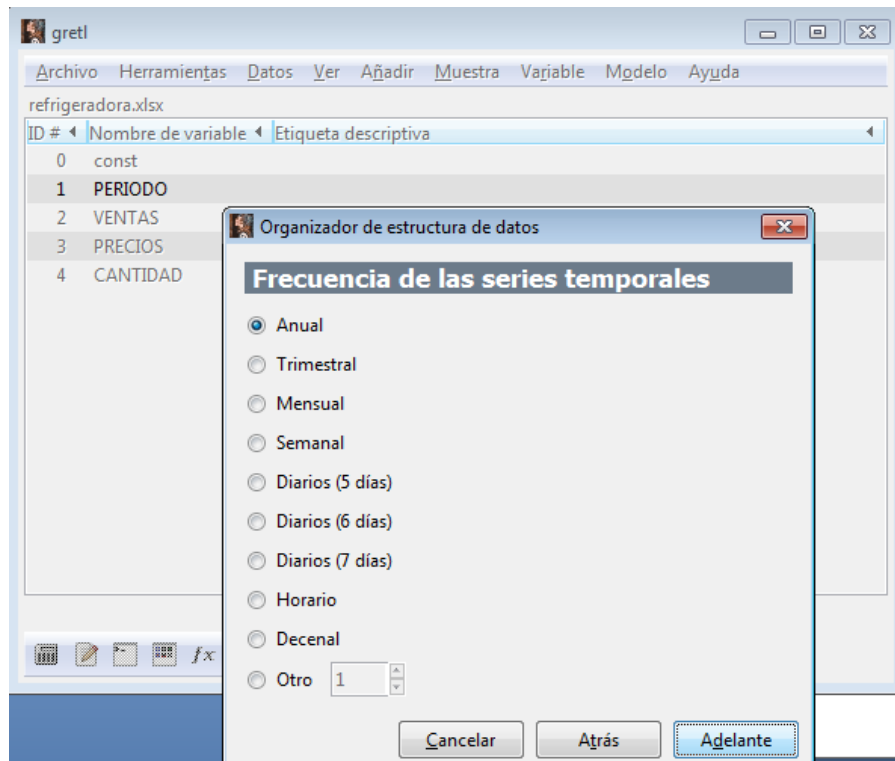 gretl
Archivo Herramientas Datos Ver Añadir Muestra Variable Modelo Ayuda
refrigeradora.xlsx
ID # Nombre de variable Etiqueta descriptiva
0 const
1 PERIODO
2 VENTAS
3 PRECIOS
4 CANTIDAD
Organizador de estructura de datos
Frecuencia de las series temporales
Anual
Trimestral
Mensual
Semanal
Diarios (5 días)
Diarios (6 días)
Diarios (7 días)
Horario
Decenal
Otro 1
fx
Cancelar Atrás Adelante